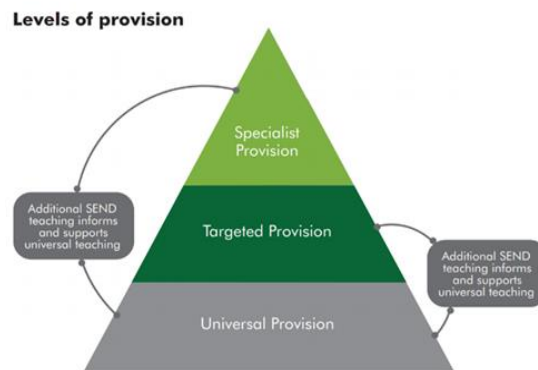 Levels of provision
Specialist
Provision
Additional SEND
teaching informs
and supports
universal teaching
Targeted Provision
Additional SEND
teaching informs
and supports
universal teaching
Universal Provision